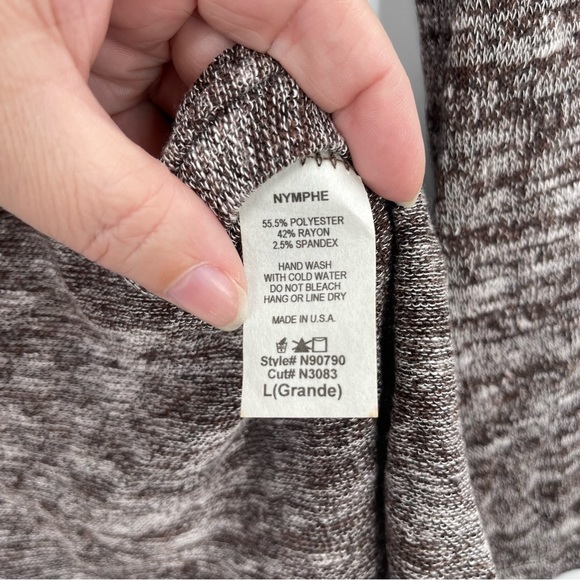 NYMPHE
55.5% POLYESTER
42% RAYON
2.5% SPANDEX
HAND WASH
WITH COLD WATER
DO NOT BLEACH
HANG OR LINE DRY
MADE IN U.S.A.
Style# N90790
Cut# N3083
L(Grande)